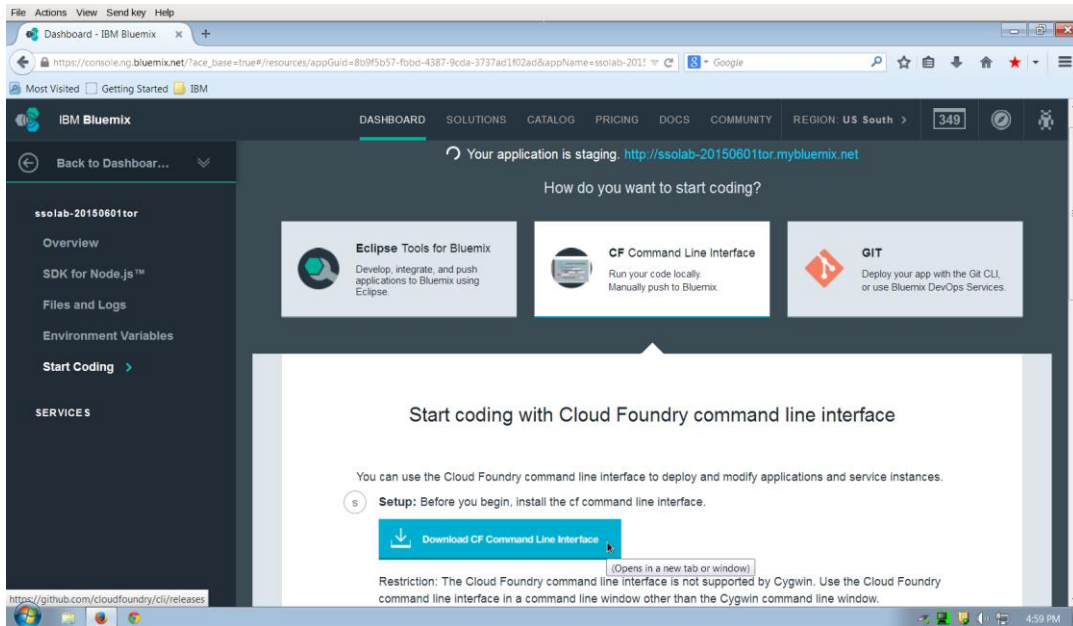 File Actions View Send key Help
Dashboard - IBM Bluemix × +
https://console.ng.bluemix.net/?ace_base=true#/resources/appGuid=8b9f5b57-fbbd-4387-9cda-3737ad1f02ad&appName=ssolab-2015 Google
Most Visited Getting Started IBM
IBM Bluemix DASHBOARD SOLUTIONS CATALOG PRICING DOCS COMMUNITY REGION: US South > 349
Back to Dashboar...
Your application is staging. http://ssolab-20150601tor.mybluemix.net
How do you want to start coding?
ssolab-20150601tor
Overview
SDK for Node.js™
Files and Logs
Environment Variables
Start Coding >
SERVICES
Eclipse Tools for Bluemix
Develop, integrate, and push
applications to Bluemix using
Eclipse.
CF Command Line Interface
Run your code locally.
Manually push to Bluemix.
GIT
Deploy your app with the Git CLI,
or use Bluemix DevOps Services.
Start coding with Cloud Foundry command line interface
You can use the Cloud Foundry command line interface to deploy and modify applications and service instances.
S Setup: Before you begin, install the cf command line interface.
Download CF Command Line Interface
(Opens in a new tab or window)
Restriction: The Cloud Foundry command line interface is not supported by Cygwin. Use the Cloud Foundry
command line interface in a command line window other than the Cygwin command line window.
https://github.com/cloudfoundry/cli/releases
4:59 PM